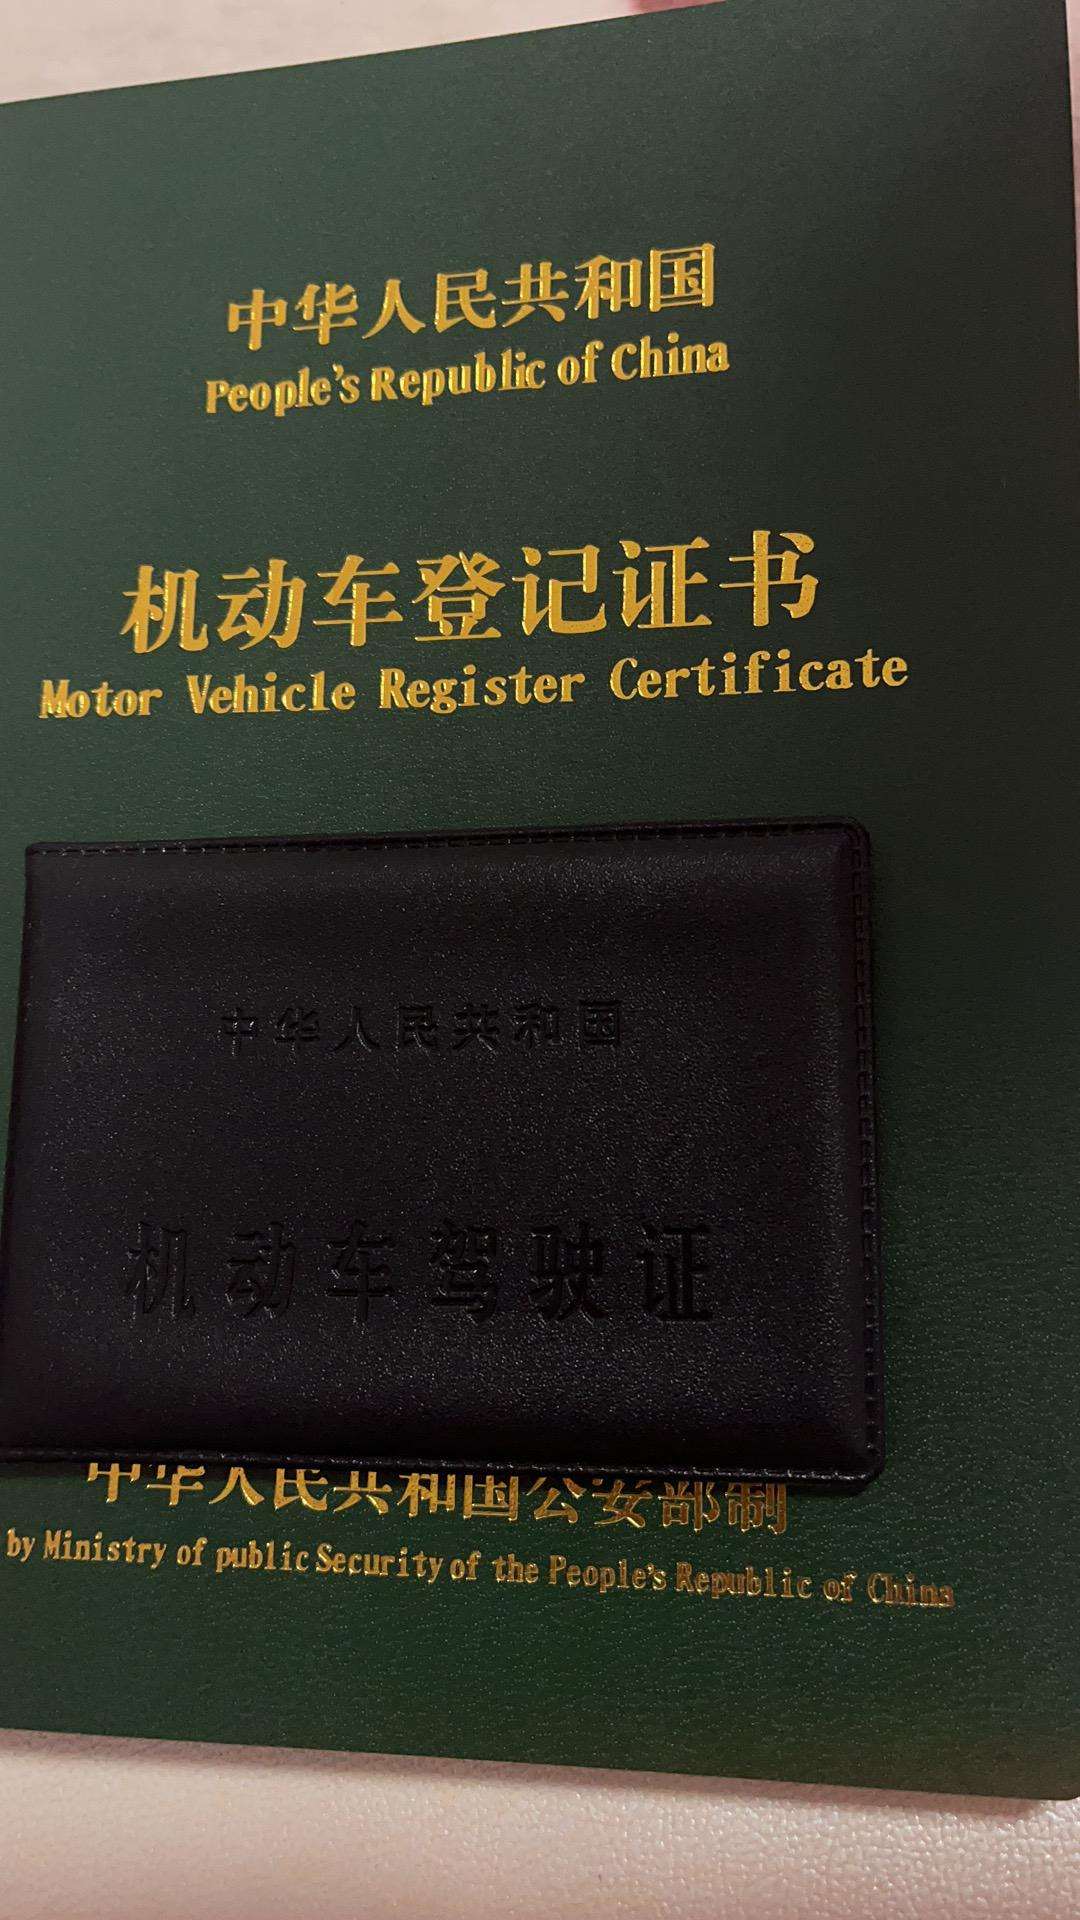 中华人民共和国
People's Republic of China
机动车登记证书
Motor Vehicle Register Certificate
中华人民共和国
机动车驾驶证
中华人民共和国公安部制
by Ministry of public Security of the People's Republic of China